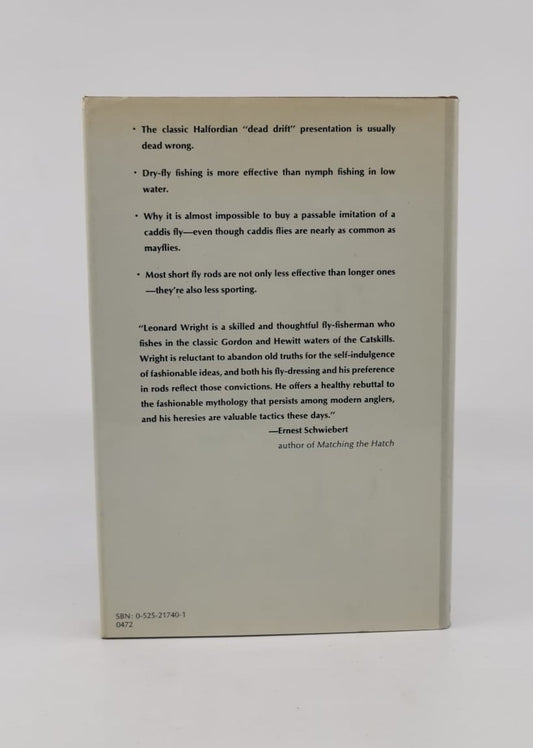 • The classic Halfordian "dead drift" presentation is usually
dead wrong.
• Dry-fly fishing is more effective than nymph fishing in low
water.
• Why it is almost impossible to buy a passable imitation of a
caddis fly—even though caddis flies are nearly as common as
mayflies.
• Most short fly rods are not only less effective than longer ones
—they're also less sporting.
"Leonard Wright is a skilled and thoughtful fly-fisherman who
fishes in the classic Gordon and Hewitt waters of the Catskills.
Wright is reluctant to abandon old truths for the self-indulgence
of fashionable ideas, and both his fly-dressing and his preference
in rods reflect those convictions. He offers a healthy rebuttal to
the fashionable mythology that persists among modern anglers,
and his heresies are valuable tactics these days."
—Ernest Schwiebert
author of Matching the Hatch
SBN: 0-525-21740-1
0472